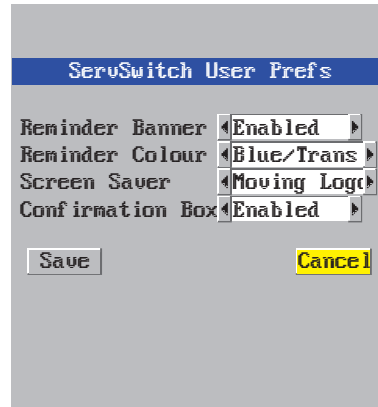 ServSwitch User Prefs
Reminder Banner Enabled
Reminder Colour Blue/Trans
Screen Saver Moving Logo
Confirmation Box Enabled
Save Cancel